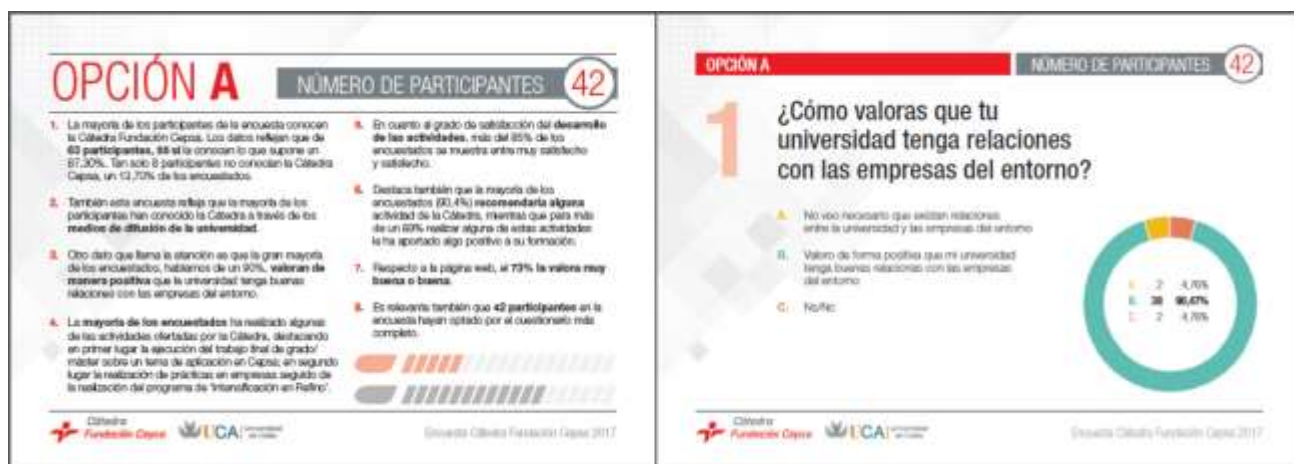 OPCIÓN A
NÚMERO DE PARTICIPANTES 42
1. La mayoría de los participantes de la encuesta conocen
la Cátedra Fundación Cepsa. Los datos reflejan que de
63 participantes, 55 sí la conocían lo que supone un
87,30%. Tan solo 8 participantes no conocían la Cátedra
Cepsa, un 12,70% de los encuestados.
2. También esta encuesta refleja que la mayoría de los
participantes han conocido la Cátedra a través de los
medios de difusión de la universidad.
3. Otro dato que llama la atención es que la gran mayoría
de los encuestados, hablamos de un 90%, valoran de
manera positiva que la universidad tenga buenas
relaciones con las empresas del entorno.
4. La mayoría de los encuestados ha realizado algunas
de las actividades ofertadas por la Cátedra, destacando
en primer lugar la ejecución del trabajo final de grado/
máster sobre un tema de aplicación en Cepsa; en segundo
lugar la realización de prácticas en empresas seguido de
la realización del programa de 'Intensificación en Refino'.
5. En cuanto al grado de satisfacción del desarrollo
de las actividades, más del 85% de los
encuestados se muestra entre muy satisfecho
y satisfecho.
6. Destaca también que la mayoría de los
encuestados (90,4%) recomendaría alguna
actividad de la Cátedra, mientras que para más
de un 69% realizar alguna de estas actividades
le ha aportado algo positivo a su formación.
7. Respecto a la página web, el 73% la valora muy
buena o buena.
8. Es relevante también que 42 participantes en la
encuesta hayan optado por el cuestionario más
completo.
Cátedra
Fundación Cepsa
UCA
Universidad
de Cádiz
Encuesta Cátedra Fundación Cepsa 2017
OPCIÓN A
NÚMERO DE PARTICIPANTES 42
1
¿Cómo valoras que tu
universidad tenga relaciones
con las empresas del entorno?
A. No veo necesario que existan relaciones
entre la universidad y las empresas del entorno
B. Valoro de forma positiva que mi universidad
tenga buenas relaciones con las empresas
del entorno
C. Ns/Nc
A. 2 4,76%
B. 38 90,47%
C. 2 4,76%
Cátedra
Fundación Cepsa
UCA
Universidad
de Cádiz
Encuesta Cátedra Fundación Cepsa 2017